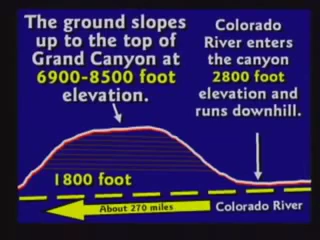 The ground slopes
up to the top of
Grand Canyon at
6900-8500 foot
elevation.
Colorado
River enters
the canyon
2800 foot
elevation and
runs downhill.
1800 foot
About 270 miles
Colorado River